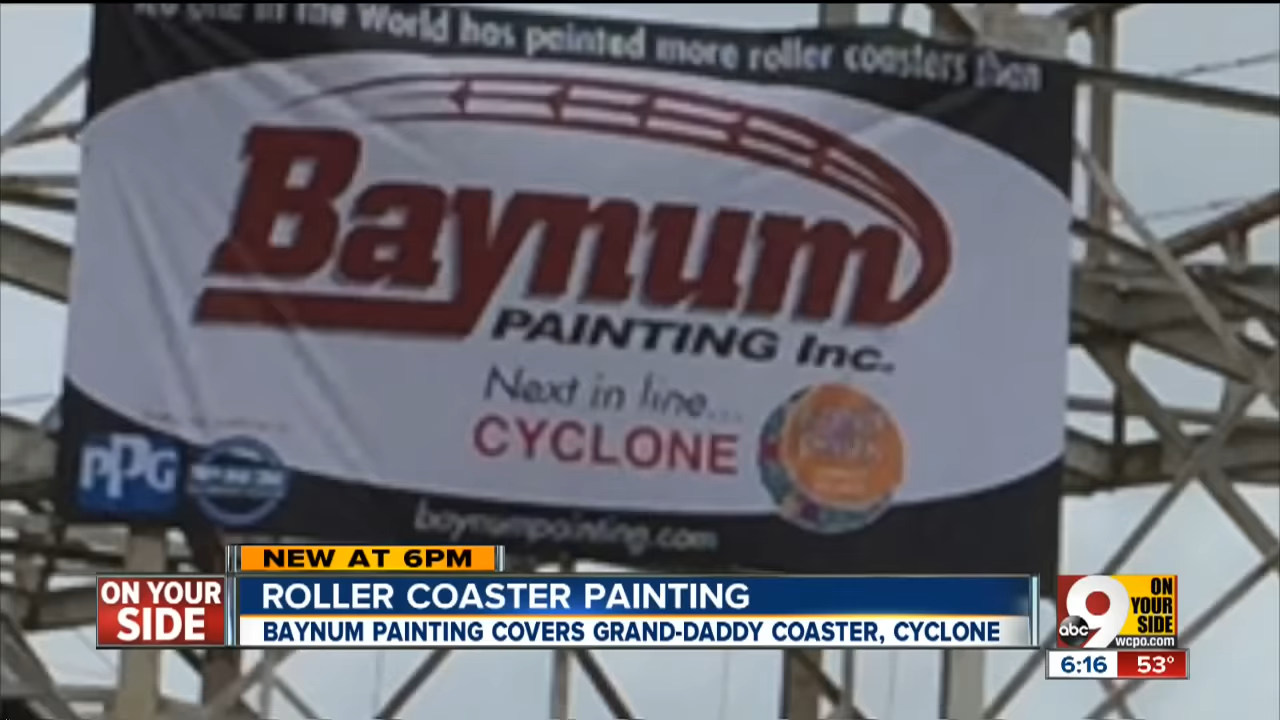 No one in the World has painted more roller coasters than
Baynum
PAINTING Inc.
Next in line...
CYCLONE
PPG
baynumpainting.com
NEW AT 6PM
ON YOUR
SIDE
ROLLER COASTER PAINTING
BAYNUM PAINTING COVERS GRAND-DADDY COASTER, CYCLONE
abc 9
ON
YOUR
SIDE
wcpo.com
6:16 53°